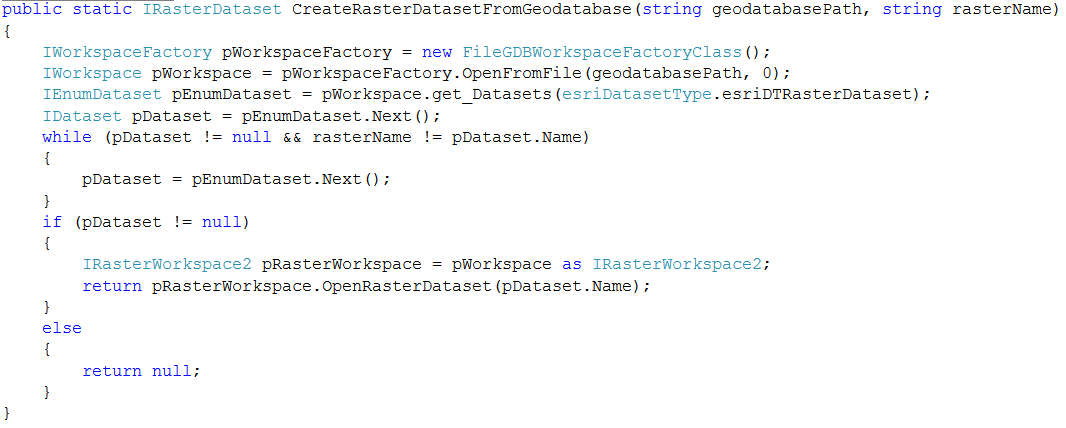 public static IRasterDataset CreateRasterDatasetFromGeodatabase(string geodatabasePath, string rasterName)
{
    IWorkspaceFactory pWorkspaceFactory = new FileGDBWorkspaceFactoryClass();
    IWorkspace pWorkspace = pWorkspaceFactory.OpenFromFile(geodatabasePath, 0);
    IEnumDataset pEnumDataset = pWorkspace.get_Datasets(esriDatasetType.esriDTRasterDataset);
    IDataset pDataset = pEnumDataset.Next();
    while (pDataset != null && rasterName != pDataset.Name)
    {
        pDataset = pEnumDataset.Next();
    }
    if (pDataset != null)
    {
        IRasterWorkspace2 pRasterWorkspace = pWorkspace as IRasterWorkspace2;
        return pRasterWorkspace.OpenRasterDataset(pDataset.Name);
    }
    else
    {
        return null;
    }
}